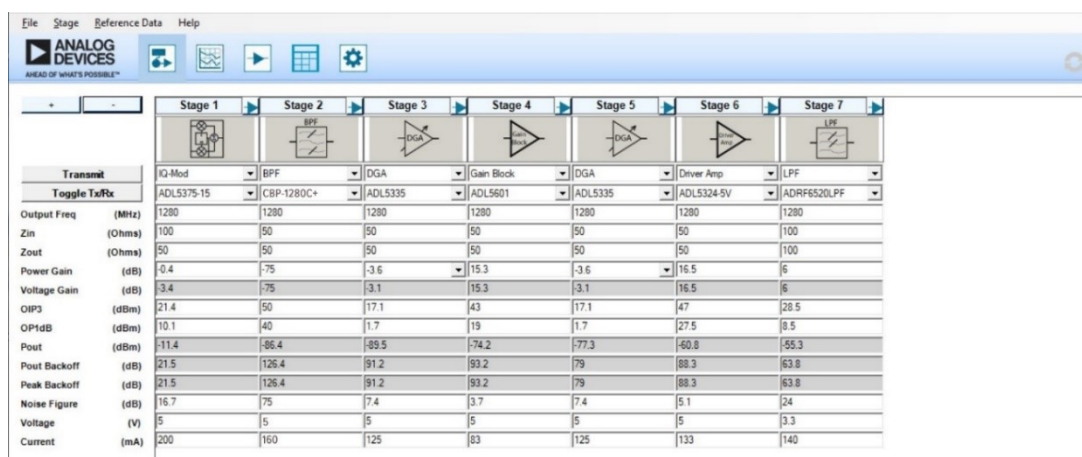 File Stage Reference Data Help
ANALOG
DEVICES
AHEAD OF WHAT'S POSSIBLE™
+ - Stage 1 Stage 2 Stage 3 Stage 4 Stage 5 Stage 6 Stage 7
BPF DGA Gain Block DGA Driver Amp LPF
Transmit IQ-Mod BPF DGA Gain Block DGA Driver Amp LPF
Toggle Tx/Rx ADL5375-15 CBP-1280C+ ADL5335 ADL5601 ADL5335 ADL5324-5V ADRF6520LPF
Output Freq (MHz) 1280 1280 1280 1280 1280 1280 1280
Zin (Ohms) 100 50 50 50 50 50 100
Zout (Ohms) 50 50 50 50 50 50 100
Power Gain (dB) -0.4 -75 -3.6 15.3 -3.6 16.5 6
Voltage Gain (dB) -3.4 -75 -3.1 15.3 -3.1 16.5 6
OIP3 (dBm) 21.4 50 17.1 43 17.1 47 28.5
OP1dB (dBm) 10.1 40 1.7 19 1.7 27.5 8.5
Pout (dBm) -11.4 -86.4 -89.5 -74.2 -77.3 -60.8 -55.3
Pout Backoff (dB) 21.5 126.4 91.2 93.2 79 88.3 63.8
Peak Backoff (dB) 21.5 126.4 91.2 93.2 79 88.3 63.8
Noise Figure (dB) 16.7 75 7.4 3.7 7.4 5.1 24
Voltage (V) 5 5 5 5 5 5 3.3
Current (mA) 200 160 125 83 125 133 140